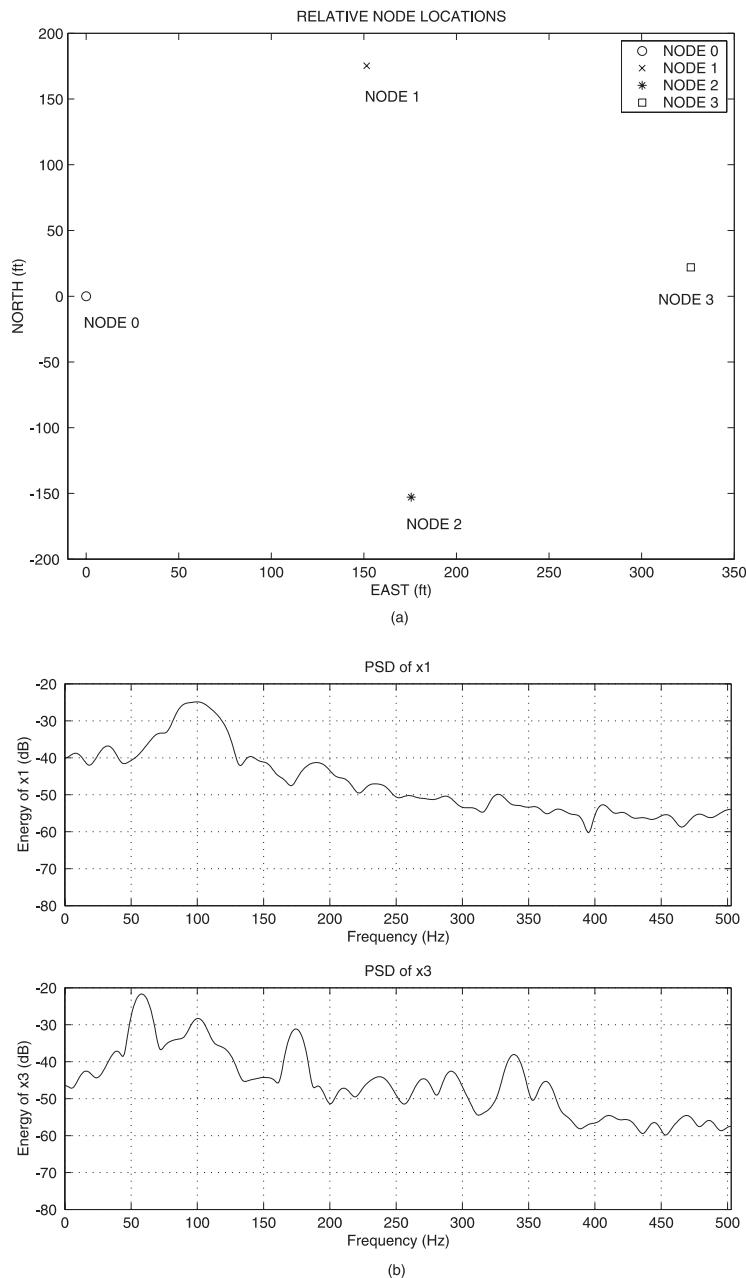 RELATIVE NODE LOCATIONS
200
150
100
50
0
-50
-100
-150
-200
NORTH (ft)
NODE 0
NODE 1
NODE 2
NODE 3
NODE 1
NODE 0
NODE 3
NODE 2
0 50 100 150 200 250 300 350
EAST (ft)
(a)
PSD of x1
-20
-30
-40
-50
-60
-70
-80
Energy of x1 (dB)
0 50 100 150 200 250 300 350 400 450 500
Frequency (Hz)
PSD of x3
-20
-30
-40
-50
-60
-70
-80
Energy of x3 (dB)
0 50 100 150 200 250 300 350 400 450 500
Frequency (Hz)
(b)